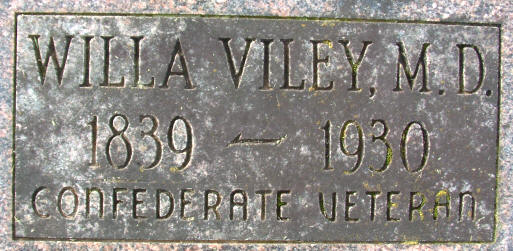 WILLA VILEY, M.D.
1839 – 1930
CONFEDERATE VETERAN